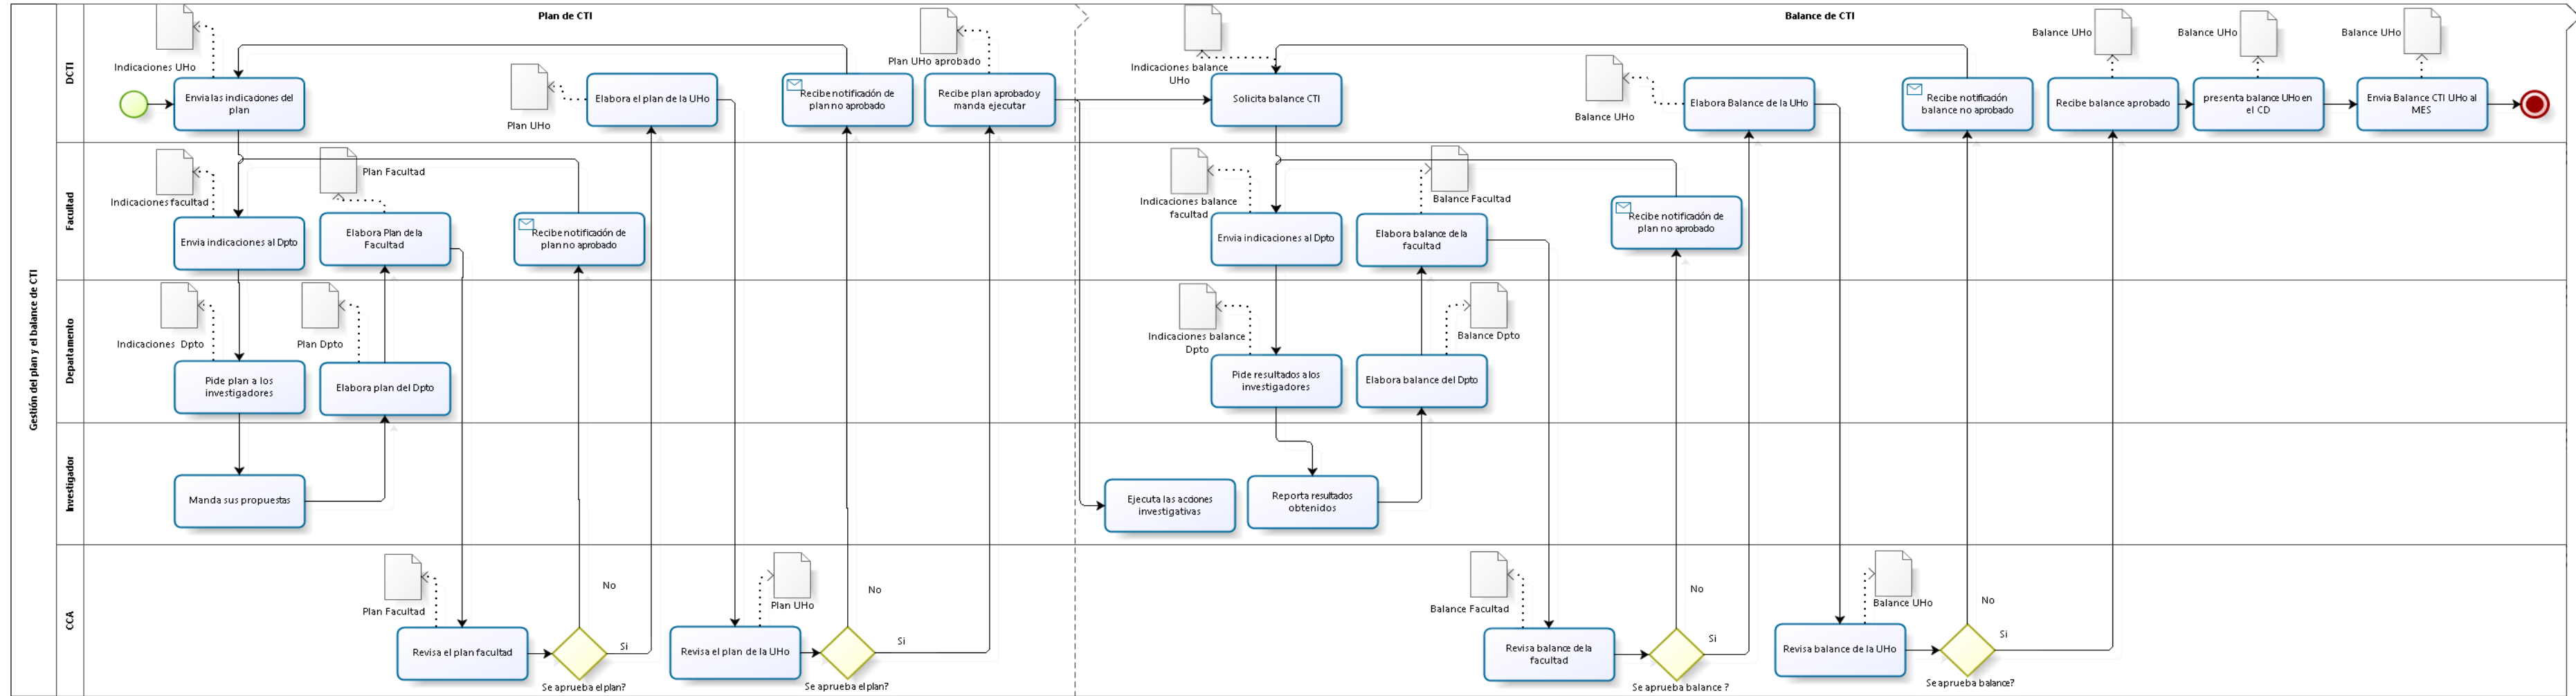 Gestión del plan y el balance de CTI
Plan de CTI
Balance de CTI
DCTI
Indicaciones UHo
Envia las indicaciones del
plan
Plan UHo
Elabora el plan de la UHo
Recibe notificación de
plan no aprobado
Plan UHo aprobado
Recibe plan aprobado y
manda ejecutar
Indicaciones balance
UHo
Solicita balance CTI
Balance UHo
Elabora Balance de la UHo
Recibe notificación
balance no aprobado
Balance UHo
Recibe balance aprobado
Balance UHo
presenta balance UHo en
el CD
Balance UHo
Envia Balance CTI UHo al
MES
Facultad
Indicaciones facultad
Envia indicaciones al Dpto
Plan Facultad
Elabora Plan de la
Facultad
Recibe notificación de
plan no aprobado
Indicaciones balance
facultad
Envia indicaciones al Dpto
Balance Facultad
Elabora balance de la
facultad
Recibe notificación de
plan no aprobado
Departamento
Indicaciones Dpto
Pide plan a los
investigadores
Plan Dpto
Elabora plan del Dpto
Indicaciones balance
Dpto
Pide resultados a los
investigadores
Balance Dpto
Elabora balance del Dpto
Investigador
Manda sus propuestas
Ejecuta las acciones
investigativas
Reporta resultados
obtenidos
CCA
Plan Facultad
Revisa el plan facultad
No
Si
Se aprueba el plan?
Plan UHo
Revisa el plan de la UHo
No
Si
Se aprueba el plan?
Balance Facultad
Revisa balance de la
facultad
No
Si
Se aprueba balance ?
Balance UHo
Revisa balance de la UHo
No
Si
Se aprueba balance?